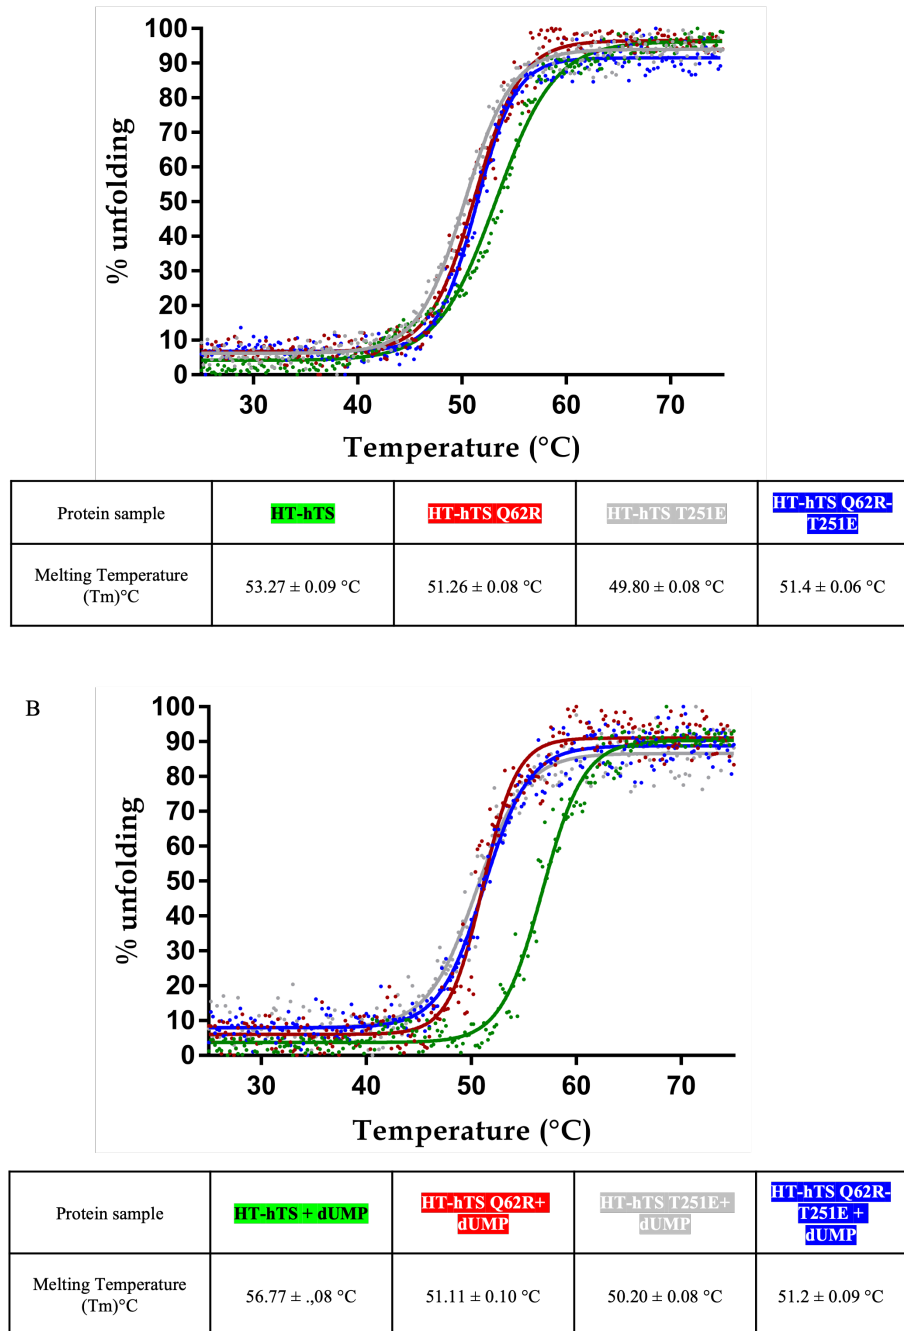 100
90
80
70
60
50
40
30
20
10
0
% unfolding
30 40 50 60 70
Temperature (°C)
Protein sample HT-hTS HT-hTS Q62R HT-hTS T251E HT-hTS Q62R-
T251E
Melting Temperature
(Tm)°C 53.27 ± 0.09 °C 51.26 ± 0.08 °C 49.80 ± 0.08 °C 51.4 ± 0.06 °C
B
100
90
80
70
60
50
40
30
20
10
0
% unfolding
30 40 50 60 70
Temperature (°C)
Protein sample HT-hTS + dUMP HT-hTS Q62R+
dUMP HT-hTS T251E+
dUMP HT-hTS Q62R-
T251E +
dUMP
Melting Temperature
(Tm)°C 56.77 ± .,08 °C 51.11 ± 0.10 °C 50.20 ± 0.08 °C 51.2 ± 0.09 °C